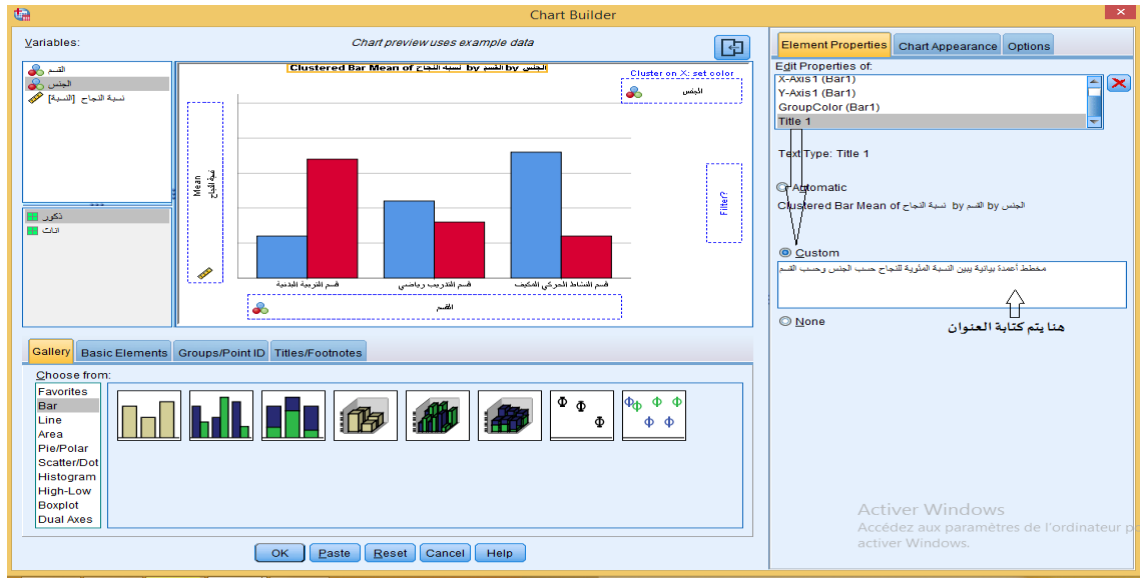 Chart Builder
Variables:
Chart preview uses example data
القسم
الجنس
نسبة النجاح [النسبة]
ذكور
اناث
Clustered Bar Mean of نسبة النجاح by القسم by الجنس
Cluster on X: set color
الجنس
Mean
نسبة النجاح
Filter?
قسم التربية البدنية
قسم التدريب رياضي
قسم النشاط الحركي المكيف
القسم
Gallery
Basic Elements
Groups/Point ID
Titles/Footnotes
Choose from:
Favorites
Bar
Line
Area
Pie/Polar
Scatter/Dot
Histogram
High-Low
Boxplot
Dual Axes
OK
Paste
Reset
Cancel
Help
Element Properties
Chart Appearance
Options
Edit Properties of:
X-Axis1 (Bar1)
Y-Axis1 (Bar1)
GroupColor (Bar1)
Title 1
Text Type: Title 1
Automatic
Clustered Bar Mean of نسبة النجاح by القسم by الجنس
Custom
مخطط أعمدة بيانية يبين النسبة المئوية للنجاح حسب الجنس وحسب القسم
None
هنا يتم كتابة العنوان
Activer Windows
Accédez aux paramètres de l'ordinateur
activer Windows.